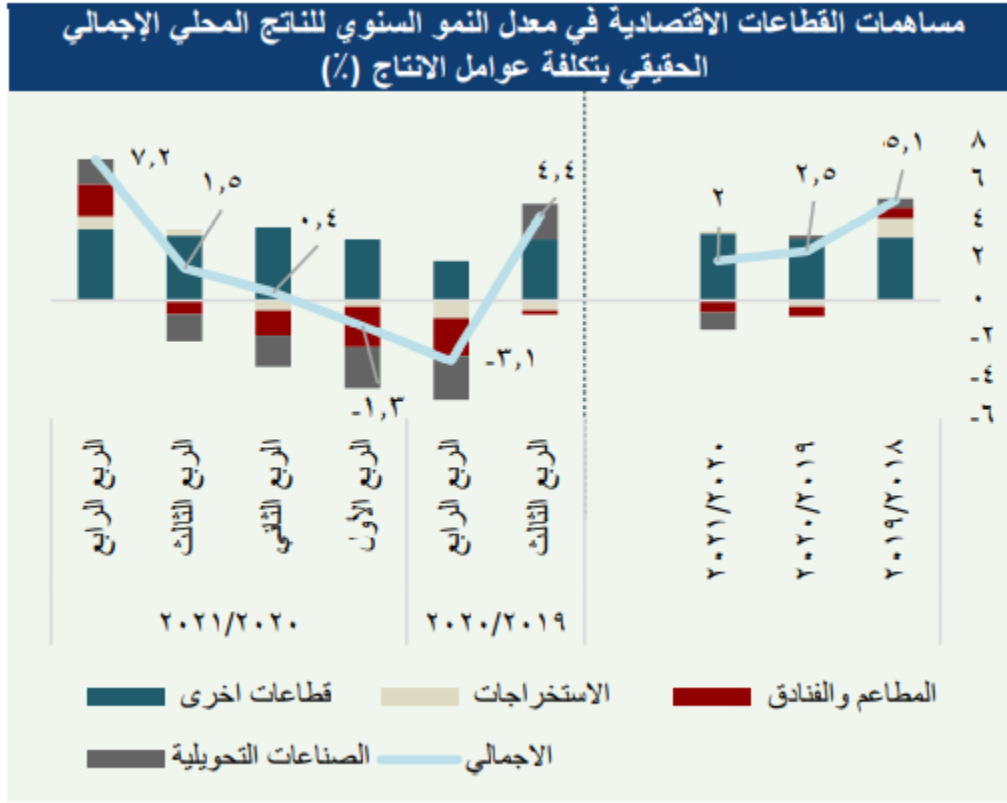 مساهمات القطاعات الاقتصادية في معدل النمو السنوي للناتج المحلي الإجمالي
الحقيقي بتكلفة عوامل الانتاج (٪)
٨
٦
٤
٢
٠
-٢
-٤
-٦
٥,١
٢,٥
٢
٤,٤
-٣,١
-١,٣
٠,٤
١,٥
٧,٢
٢٠١٩/٢٠١٨
٢٠٢٠/٢٠١٩
٢٠٢١/٢٠٢٠
الربع الثالث
الربع الرابع
الربع الأول
الربع الثاني
الربع الثالث
الربع الرابع
٢٠٢٠/٢٠١٩
٢٠٢١/٢٠٢٠
المطاعم والفنادق
الاستخراجات
قطاعات اخرى
الاجمالي
الصناعات التحويلية